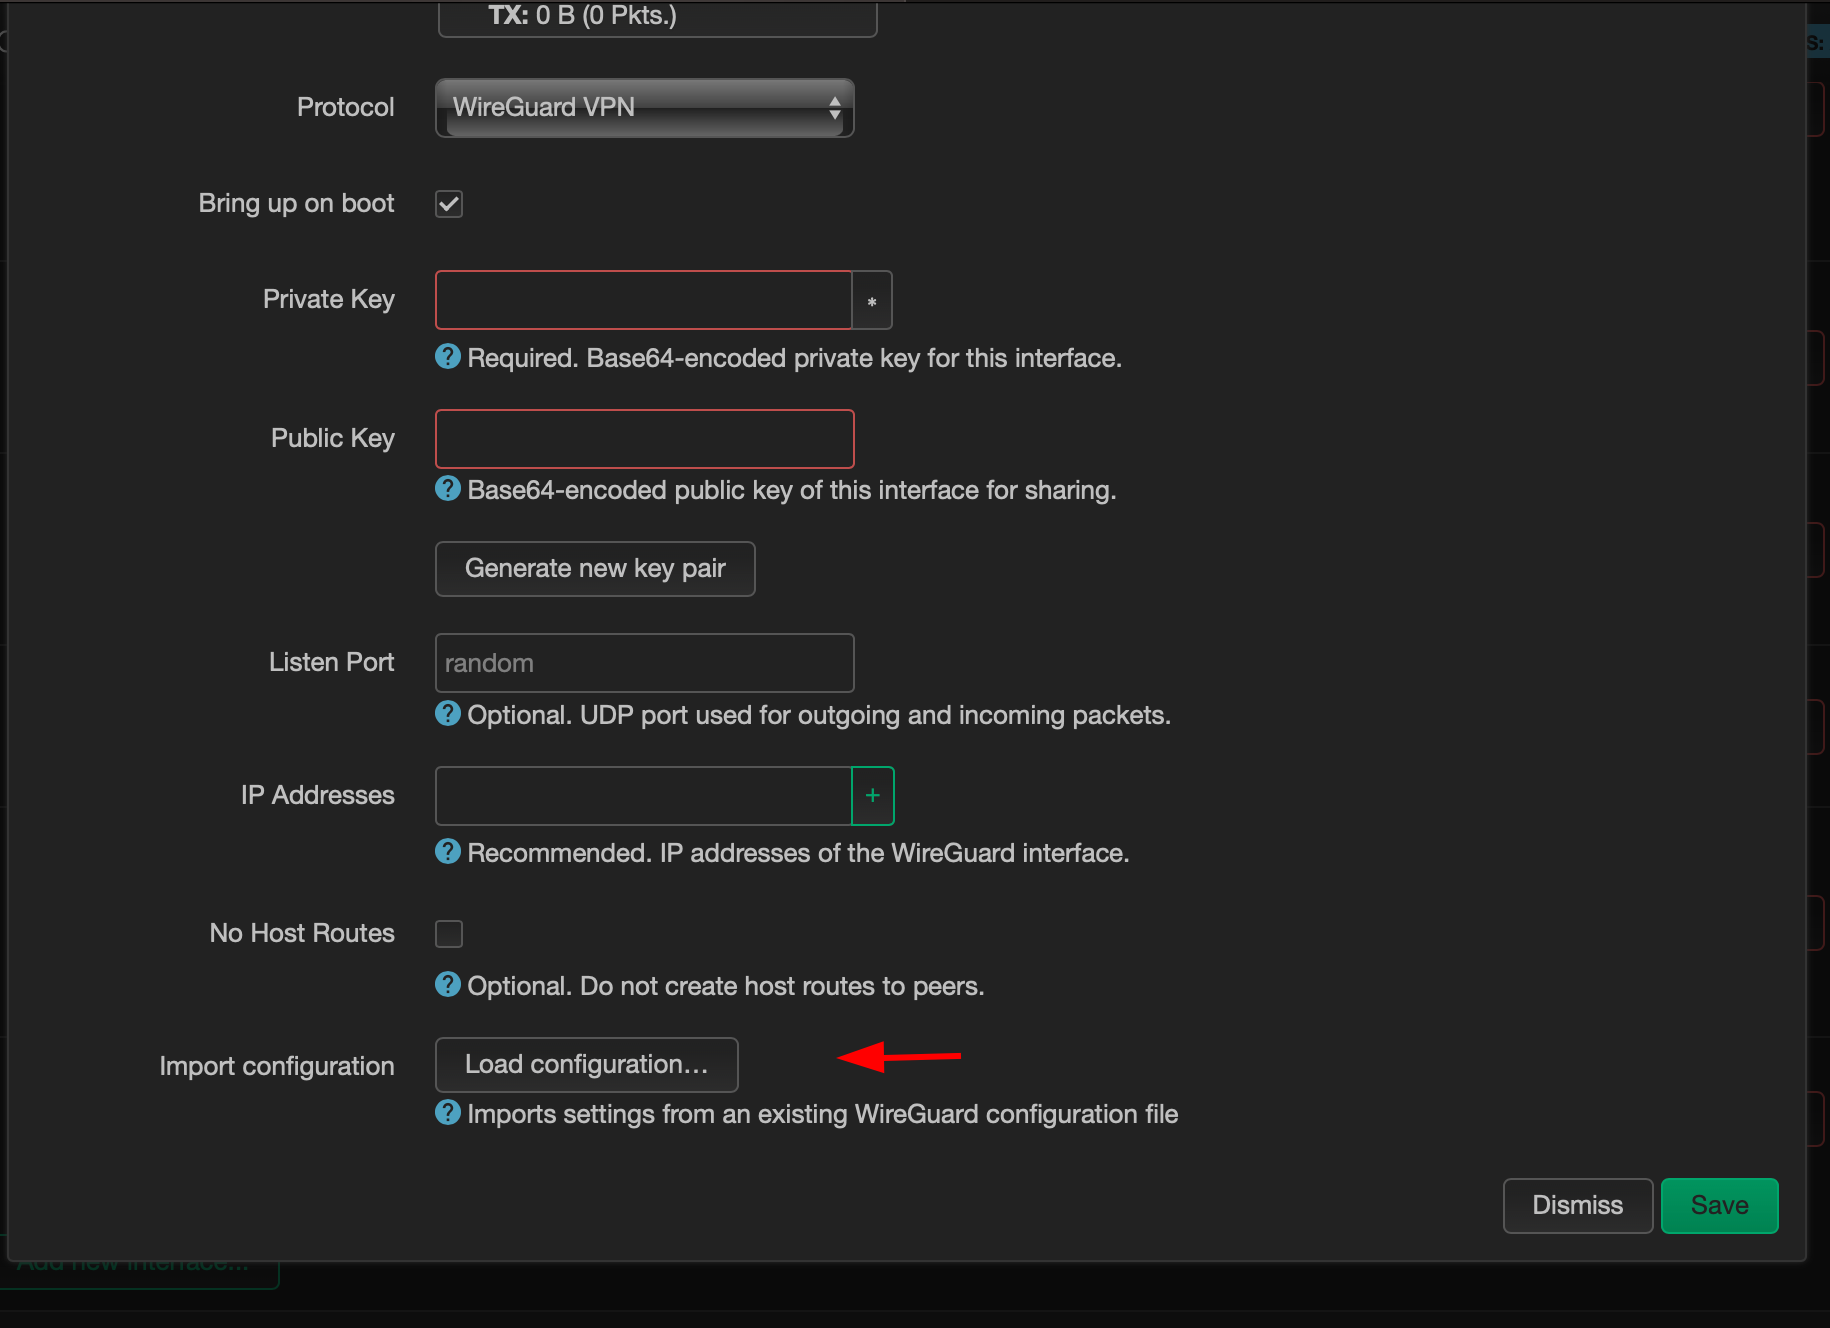 TX: 0 B (0 Pkts.)
S:
Protocol
WireGuard VPN
Bring up on boot
Private Key
*
Required. Base64-encoded private key for this interface.
Public Key
Base64-encoded public key of this interface for sharing.
Generate new key pair
Listen Port
random
Optional. UDP port used for outgoing and incoming packets.
IP Addresses
+
Recommended. IP addresses of the WireGuard interface.
No Host Routes
Optional. Do not create host routes to peers.
Import configuration
Load configuration...
Imports settings from an existing WireGuard configuration file
Dismiss
Save
Add new interface...